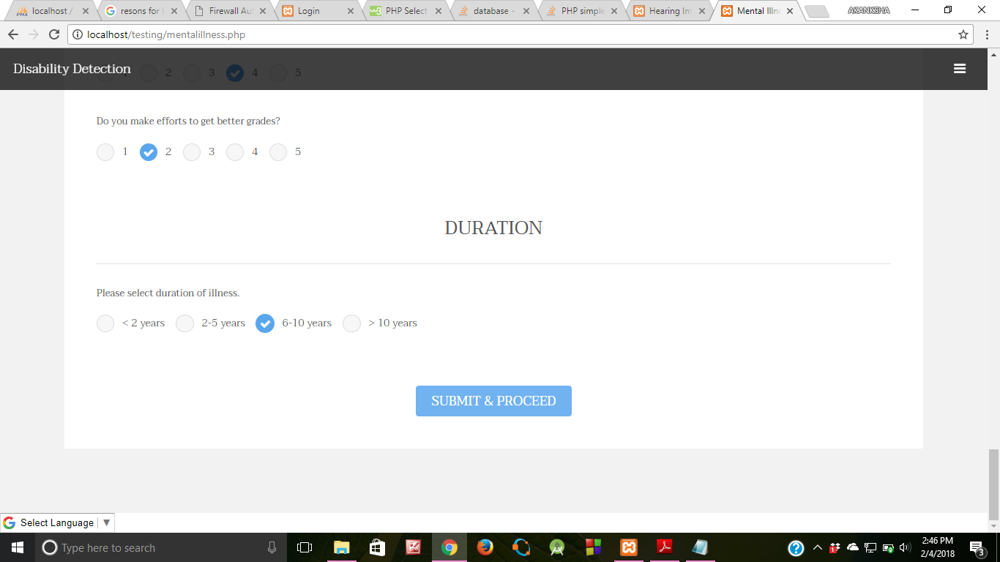 localhost / resons for Firewall Au Login PHP Select database - PHP simple Hearing Im Mental Illn AKANKSHA
localhost/testing/mentalillness.php
Disability Detection
2 3 4 5
Do you make efforts to get better grades?
1 2 3 4 5
DURATION
Please select duration of illness.
< 2 years 2-5 years 6-10 years > 10 years
SUBMIT & PROCEED
Select Language
Type here to search
2:46 PM
2/4/2018
3